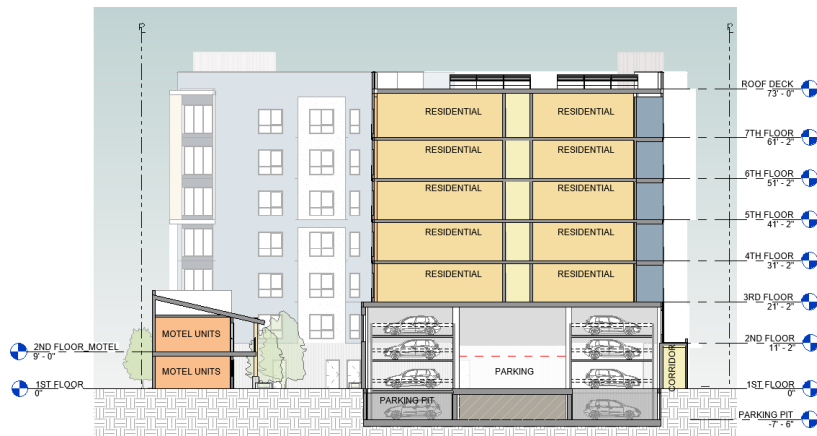 ROOF DECK
73' - 0"
RESIDENTIAL RESIDENTIAL
7TH FLOOR
61' - 2"
RESIDENTIAL RESIDENTIAL
6TH FLOOR
51' - 2"
RESIDENTIAL RESIDENTIAL
5TH FLOOR
41' - 2"
RESIDENTIAL RESIDENTIAL
4TH FLOOR
31' - 2"
RESIDENTIAL RESIDENTIAL
3RD FLOOR
21' - 2"
MOTEL UNITS
2ND FLOOR
11' - 2"
2ND FLOOR_MOTEL
9' - 0"
MOTEL UNITS
PARKING
CORRIDOR
1ST FLOOR
0"
1ST FLOOR
0"
PARKING PIT
PARKING PIT
-7' - 6"